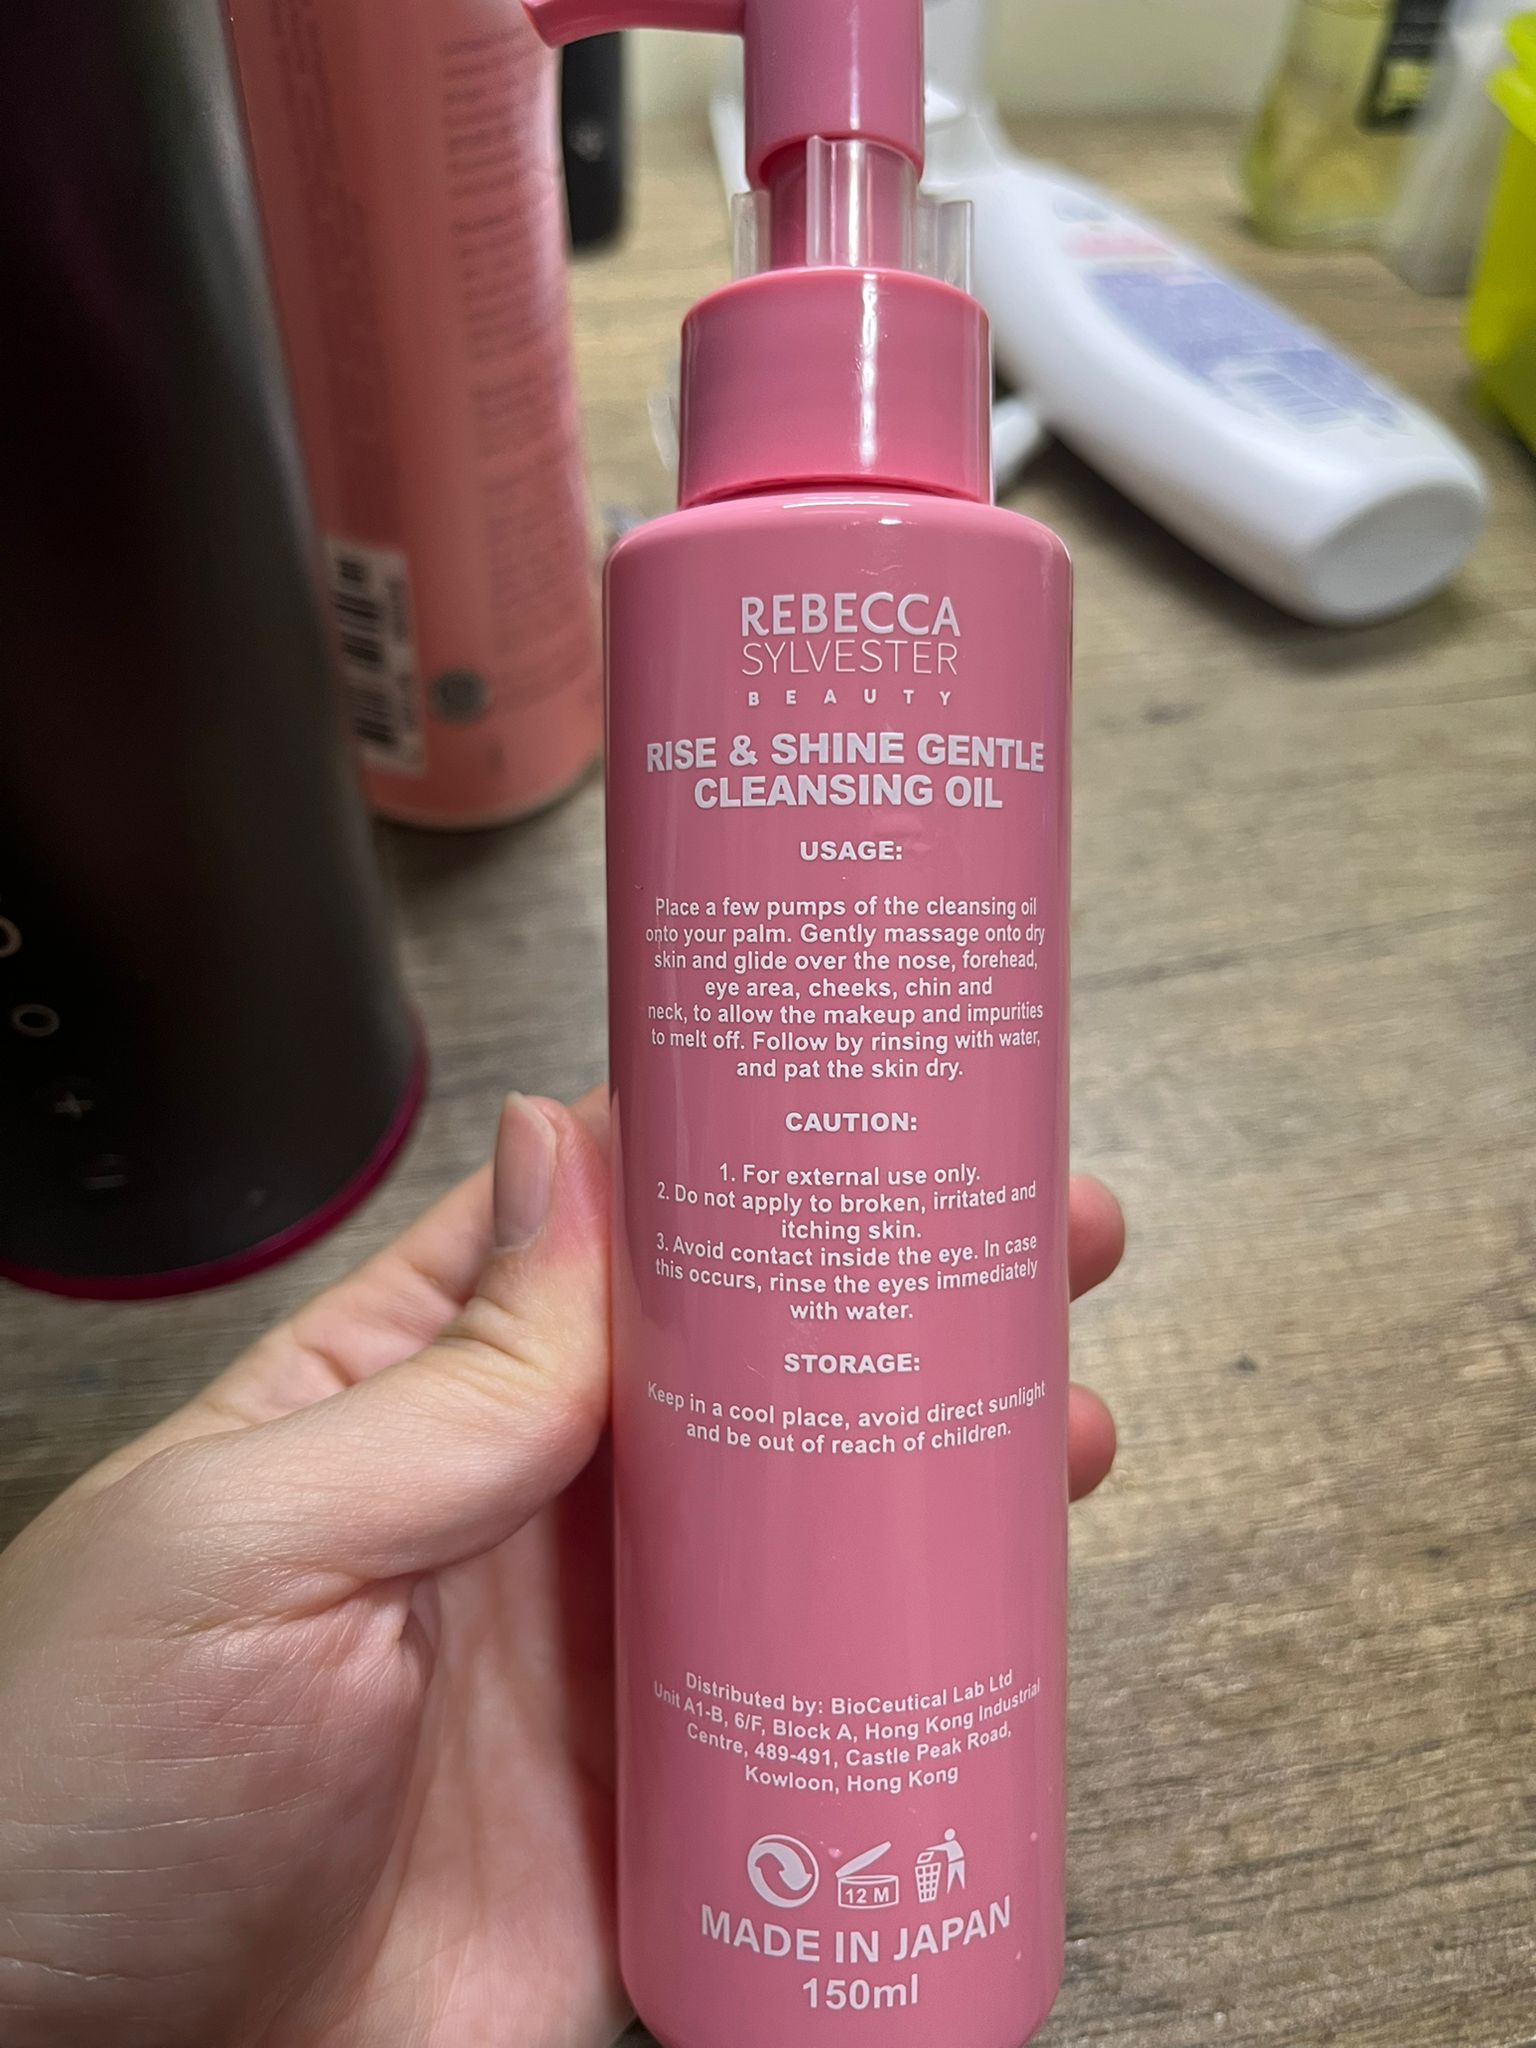 REBECCA
SYLVESTER
BEAUTY
RISE & SHINE GENTLE
CLEANSING OIL
USAGE:
Place a few pumps of the cleansing oil
onto your palm. Gently massage onto dry
skin and glide over the nose, forehead,
eye area, cheeks, chin and
neck, to allow the makeup and impurities
to melt off. Follow by rinsing with water,
and pat the skin dry.
CAUTION:
1. For external use only.
2. Do not apply to broken, irritated and
itching skin.
3. Avoid contact inside the eye. In case
this occurs, rinse the eyes immediately
with water.
STORAGE:
Keep in a cool place, avoid direct sunlight
and be out of reach of children.
Distributed by: BioCeutical Lab Ltd
Unit A1-B, 6/F, Block A, Hong Kong Industrial
Centre, 489-491, Castle Peak Road,
Kowloon, Hong Kong
12 M
MADE IN JAPAN
150ml